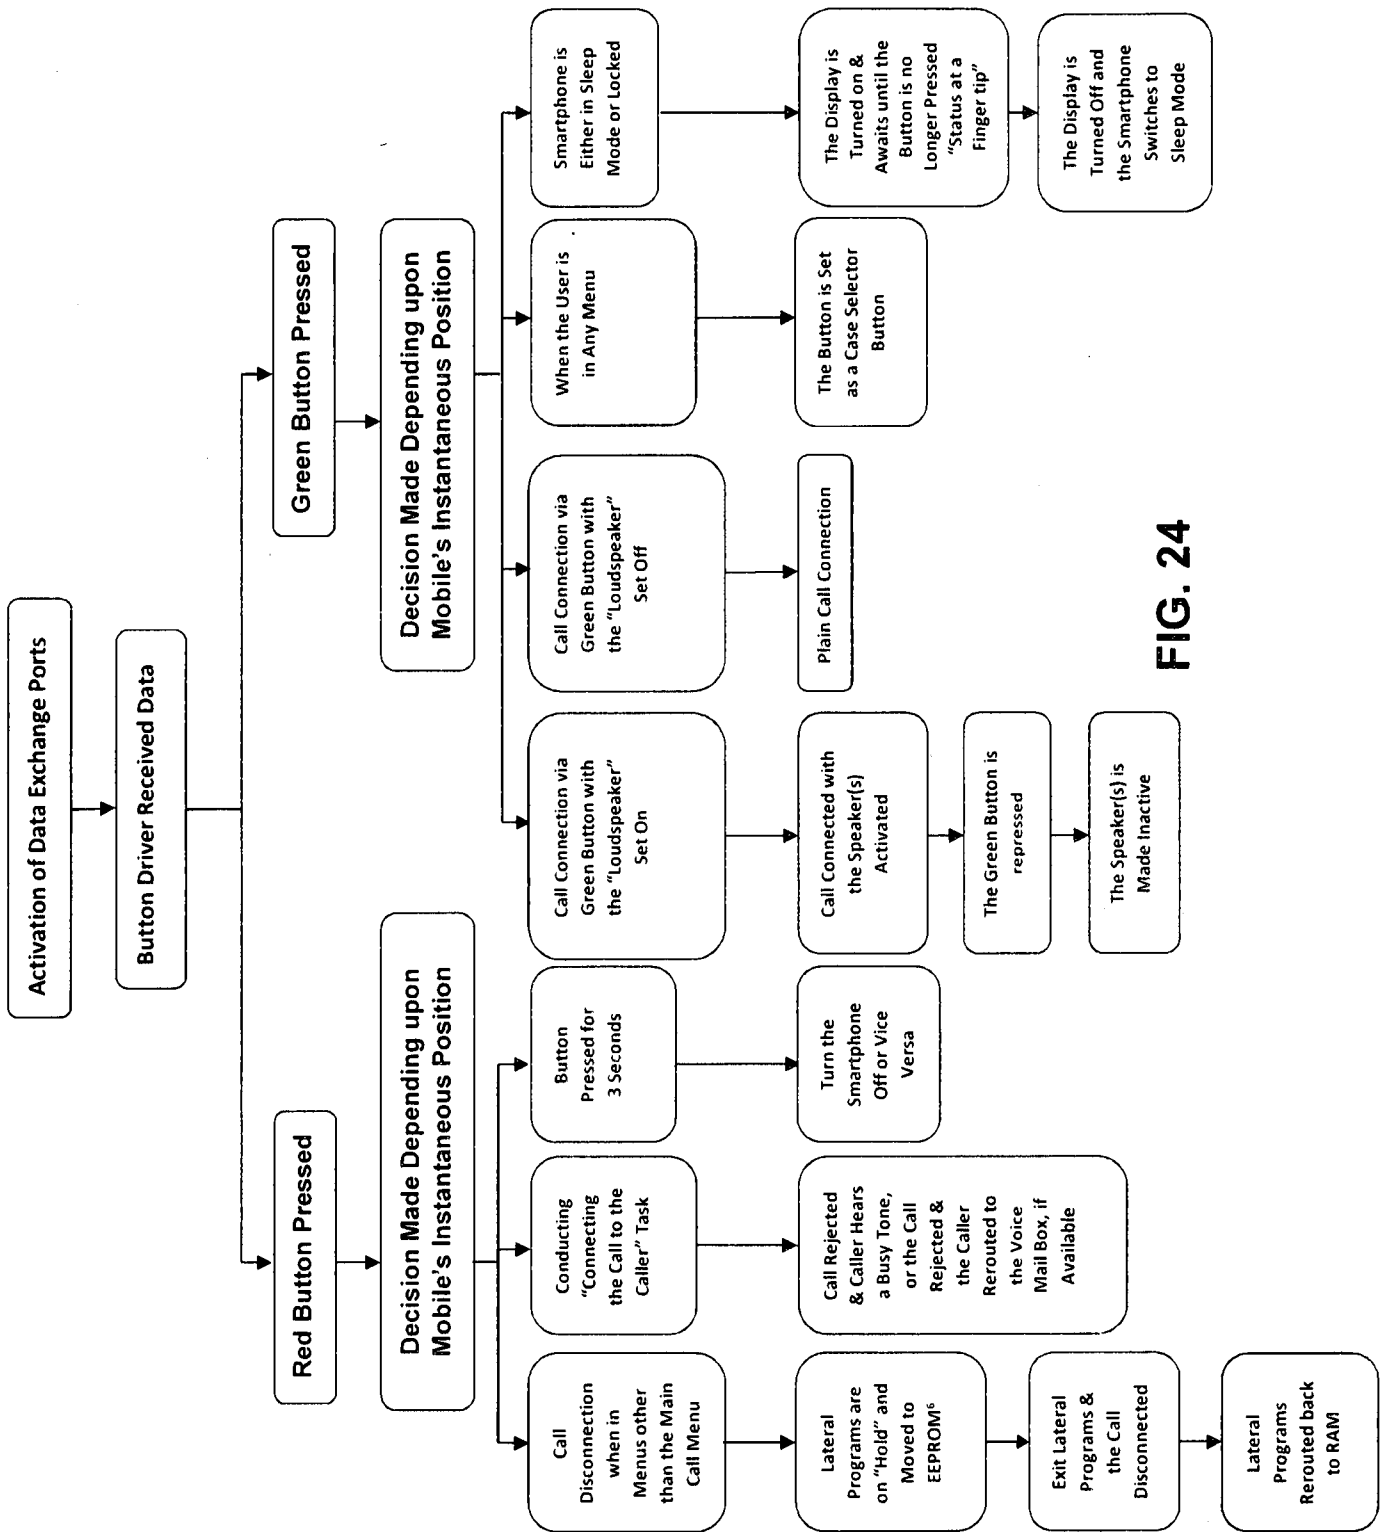 Activation of Data Exchange Ports
Button Driver Received Data
Red Button Pressed
Green Button Pressed
Decision Made Depending upon
Mobile's Instantaneous Position
Decision Made Depending upon
Mobile's Instantaneous Position
Call
Disconnection
when in
Menus other
than the Main
Call Menu
Conducting
"Connecting
the Call to the
Caller" Task
Button
Pressed for
3 Seconds
Call Connection via
Green Button with
the "Loudspeaker"
Set On
Call Connection via
Green Button with
the "Loudspeaker"
Set Off
When the User is
in Any Menu
Smartphone is
Either in Sleep
Mode or Locked
Lateral
Programs are
on "Hold" and
Moved to
EEPROM⁶
Call Rejected
& Caller Hears
a Busy Tone,
or the Call
Rejected &
the Caller
Rerouted to
the Voice
Mail Box, if
Available
Turn the
Smartphone
Off or Vice
Versa
Call Connected with
the Speaker(s)
Activated
Plain Call Connection
The Button is Set
as a Case Selector
Button
The Display is
Turned on &
Awaits until the
Button is no
Longer Pressed
"Status at a
Finger tip"
Exit Lateral
Programs &
the Call
Disconnected
The Green Button is
repressed
The Display is
Turned Off and
the Smartphone
Switches to
Sleep Mode
Lateral
Programs
Rerouted back
to RAM
The Speaker(s) is
Made Inactive
FIG. 24